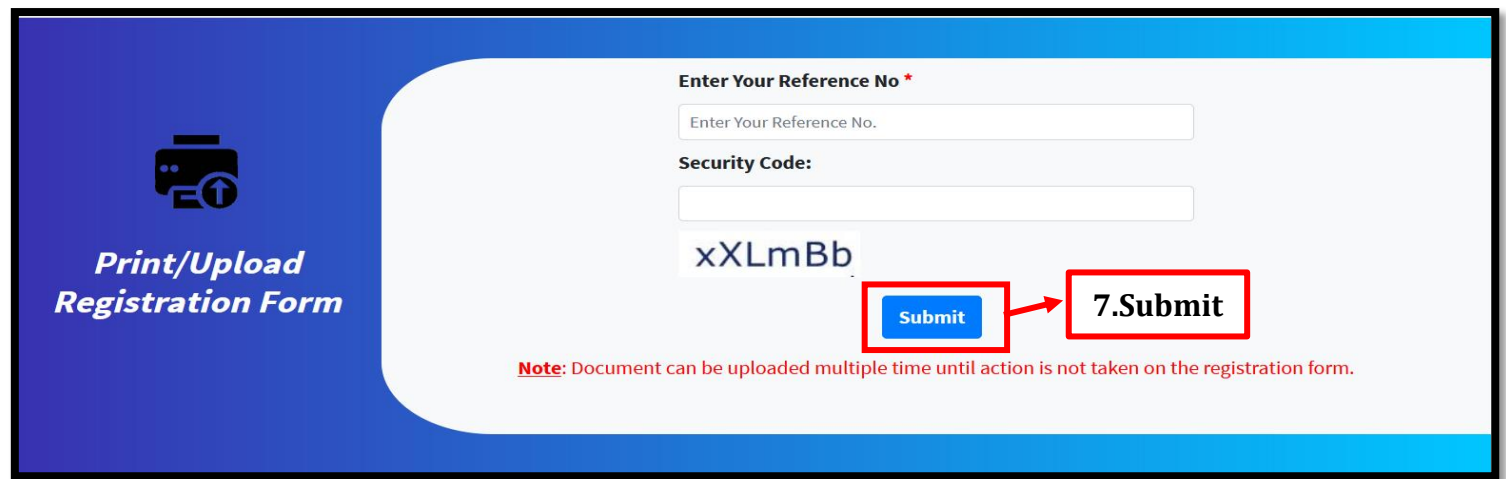 Enter Your Reference No *
Enter Your Reference No.
Security Code:
xXLmBb
Print/Upload
Registration Form
Submit
7.Submit
Note: Document can be uploaded multiple time until action is not taken on the registration form.